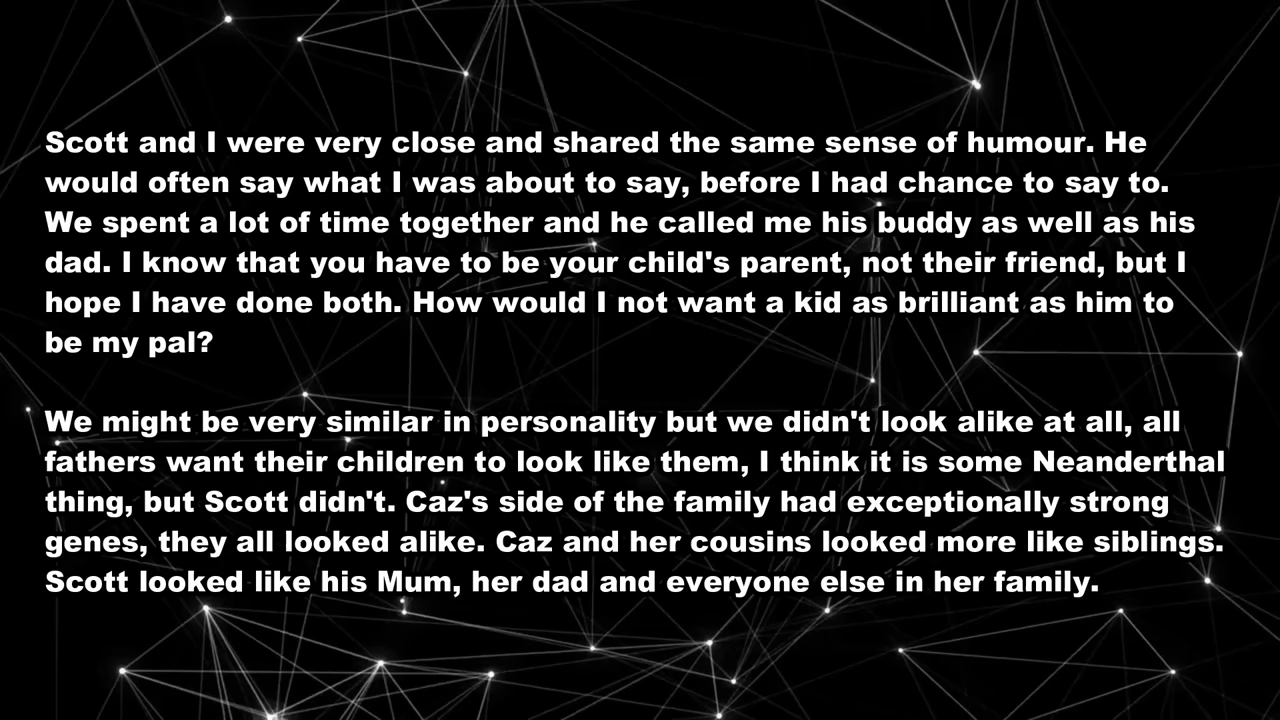 Scott and I were very close and shared the same sense of humour. He
would often say what I was about to say, before I had chance to say to.
We spent a lot of time together and he called me his buddy as well as his
dad. I know that you have to be your child's parent, not their friend, but I
hope I have done both. How would I not want a kid as brilliant as him to
be my pal?
We might be very similar in personality but we didn't look alike at all, all
fathers want their children to look like them, I think it is some Neanderthal
thing, but Scott didn't. Caz's side of the family had exceptionally strong
genes, they all looked alike. Caz and her cousins looked more like siblings.
Scott looked like his Mum, her dad and everyone else in her family.